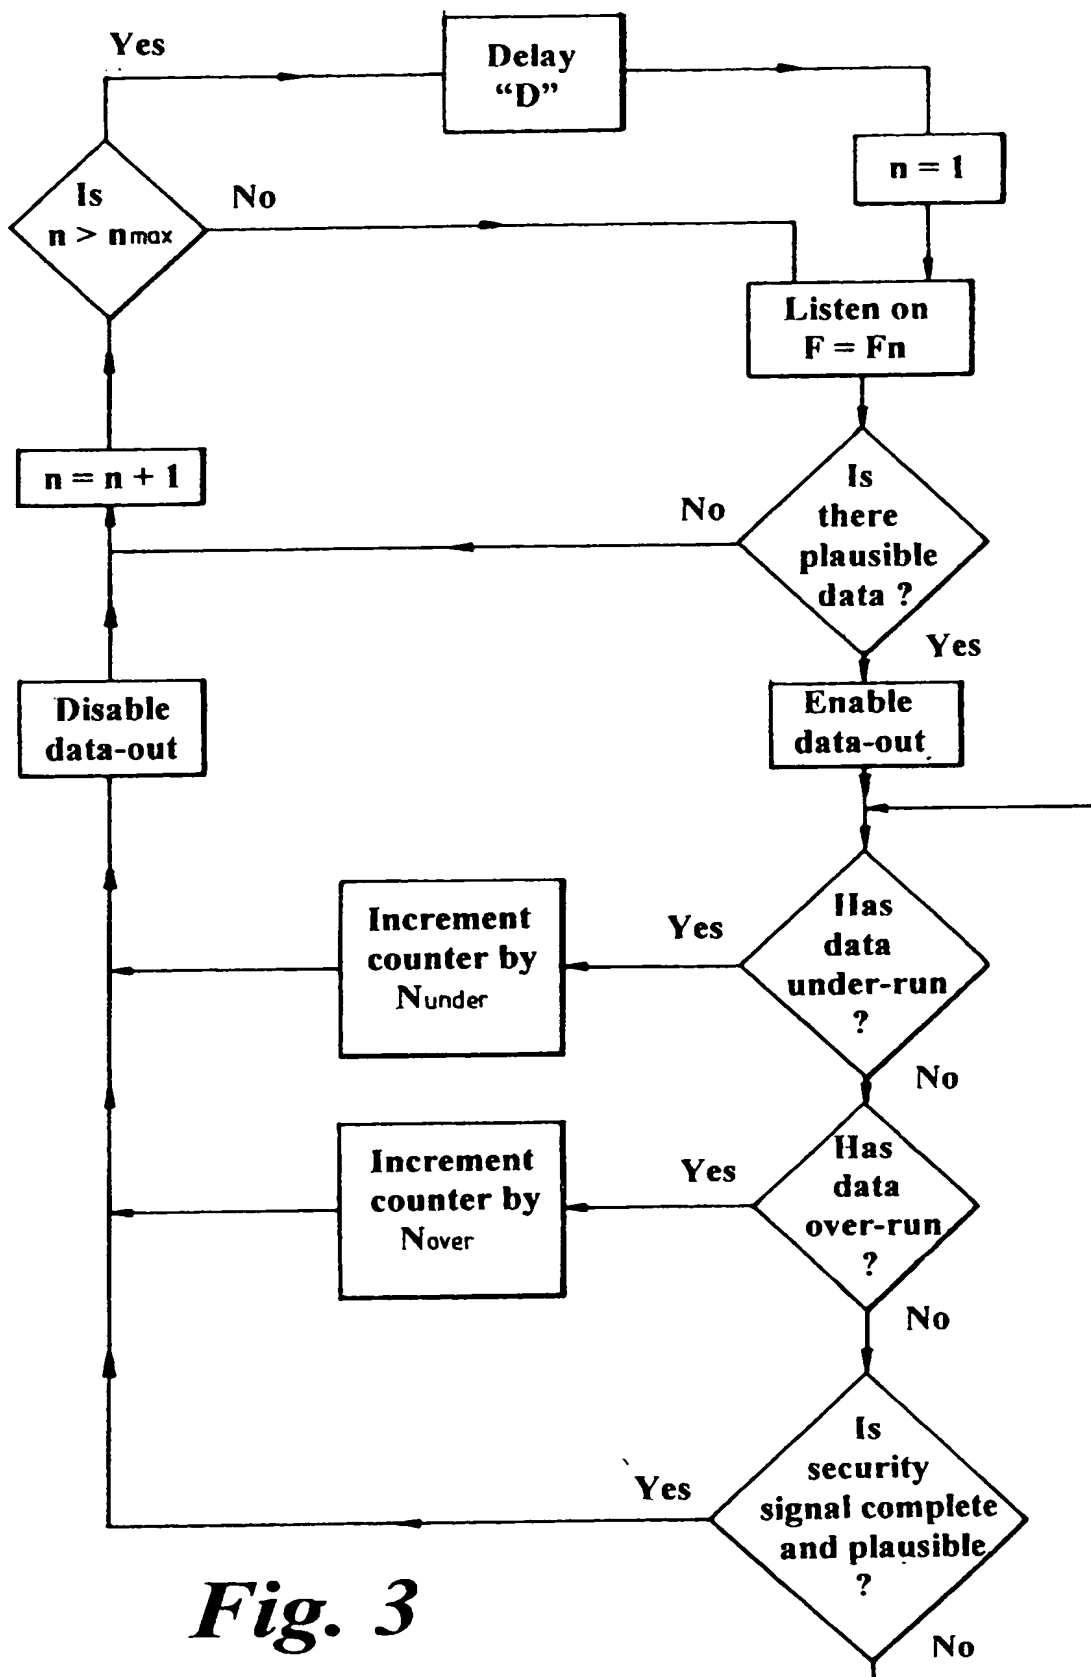 Yes
Delay
“D”
n = 1
Is
n > nmax
No
Listen on
F = Fn
n = n + 1
No
Is
there
plausible
data ?
Yes
Disable
data-out
Enable
data-out
Increment
counter by
Nunder
Yes
Has
data
under-run
?
No
Increment
counter by
Nover
Yes
Has
data
over-run
?
No
Yes
Is
security
signal complete
and plausible
?
No
Fig. 3